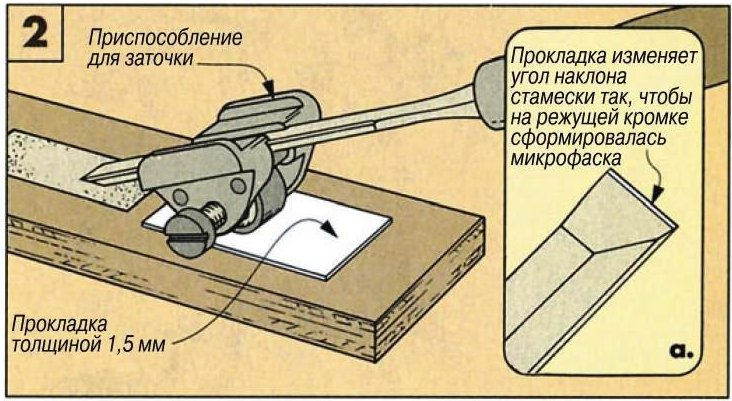 2
Приспособление
для заточки
Прокладка изменяет
угол наклона
стамески так, чтобы
на режущей кромке
сформировалась
микрофаска
Прокладка
толщиной 1,5 мм
а.